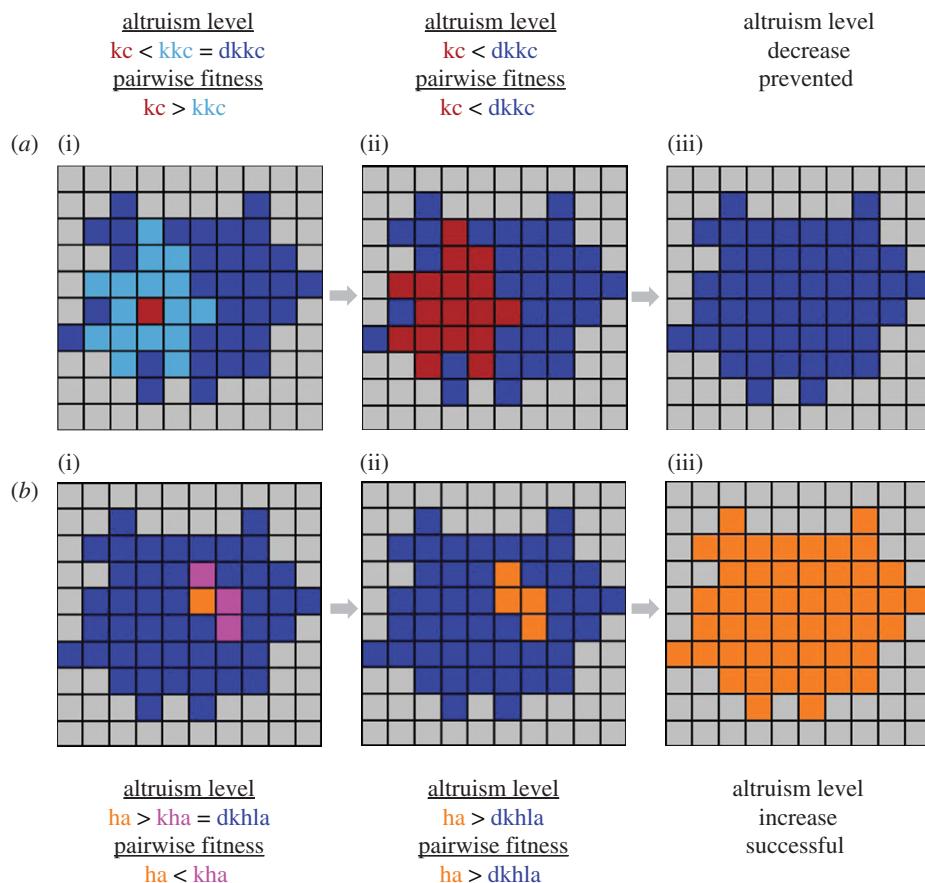 altruism level
kc < kkc = dkkc
pairwise fitness
kc > kkc
altruism level
kc < dkkc
pairwise fitness
kc < dkkc
altruism level
decrease
prevented
(a) (i)
(ii)
(iii)
(b) (i)
(ii)
(iii)
altruism level
ha > kha = dkhla
pairwise fitness
ha < kha
altruism level
ha > dkhla
pairwise fitness
ha > dkhla
altruism level
increase
successful